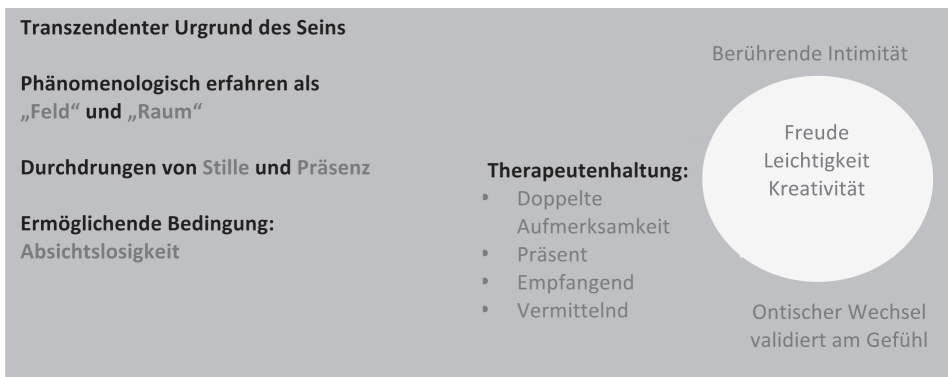 Transzendenter Urgrund des Seins
Phänomenologisch erfahren als
„Feld“ und „Raum“
Durchdrungen von Stille und Präsenz
Ermöglichende Bedingung:
Absichtslosigkeit
Therapeutenhaltung:
• Doppelte
Aufmerksamkeit
• Präsent
• Empfangend
• Vermittelnd
Berührende Intimität
Freude
Leichtigkeit
Kreativität
Ontischer Wechsel
validiert am Gefühl